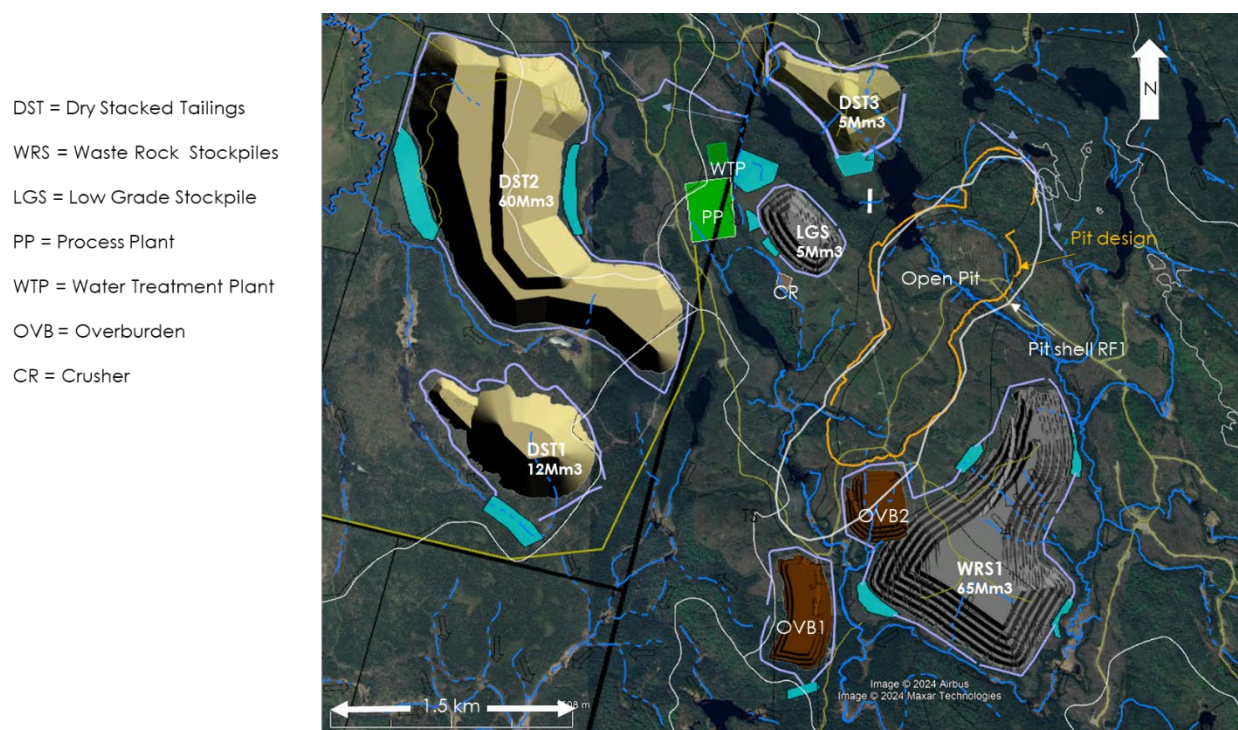 DST = Dry Stacked Tailings
WRS = Waste Rock Stockpiles
LGS = Low Grade Stockpile
PP = Process Plant
WTP = Water Treatment Plant
OVB = Overburden
CR = Crusher
N
DST3
5Mm3
WTP
DST2
60Mm3
PP
LGS
5Mm3
Pit design
Open Pit
CR
Pit shell RF1
DST1
12Mm3
TS
OVB2
WRS1
65Mm3
OVB1
Image © 2024 Airbus
Image © 2024 Maxar Technologies
1.5 km